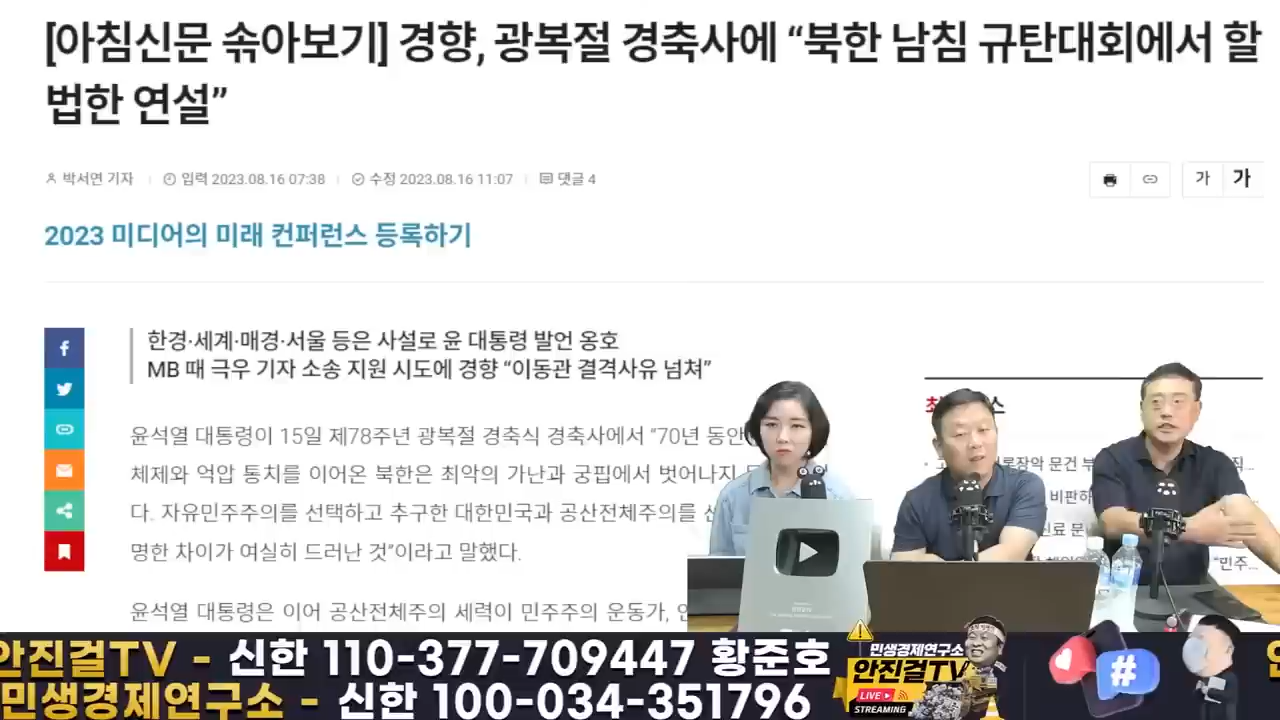 [아침신문 솎아보기] 경향, 광복절 경축사에 “북한 남침 규탄대회에서 할
법한 연설”
박서연 기자 입력 2023.08.16 07:38 수정 2023.08.16 11:07 댓글 4
가 가
2023 미디어의 미래 컨퍼런스 등록하기
한경·세계·매경·서울 등은 사설로 윤 대통령 발언 옹호
MB 때 극우 기자 소송 지원 시도에 경향 “이동관 결격사유 넘쳐”
윤석열 대통령이 15일 제78주년 광복절 경축식 경축사에서 “70년 동안
체제와 억압 통치를 이어온 북한은 최악의 가난과 궁핍에서 벗어나지
다. 자유민주주의를 선택하고 추구한 대한민국과 공산전체주의를 선
명한 차이가 여실히 드러난 것”이라고 말했다.
윤석열 대통령은 이어 공산전체주의 세력이 민주주의 운동가,
문건
비판하
“민주...
안진걸TV - 신한 110-377-709447 황준호
민생경제연구소 - 신한 100-034-351796
민생경제연구소
안진걸TV
LIVE
STREAMING
#